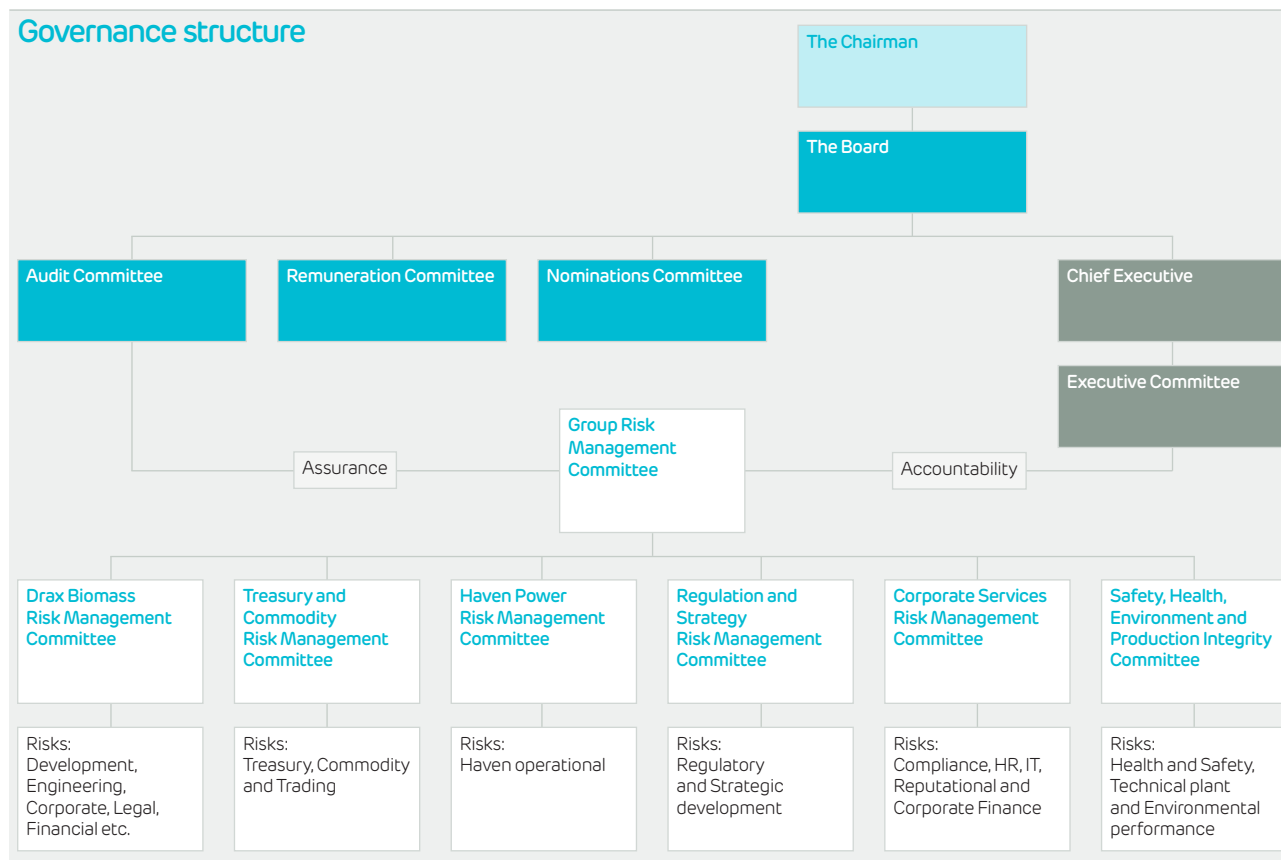 Governance structure
The Chairman
The Board
Audit Committee
Remuneration Committee
Nominations Committee
Chief Executive
Executive Committee
Group Risk
Management
Committee
Assurance
Accountability
Drax Biomass
Risk Management
Committee
Treasury and
Commodity
Risk Management
Committee
Haven Power
Risk Management
Committee
Regulation and
Strategy
Risk Management
Committee
Corporate Services
Risk Management
Committee
Safety, Health,
Environment and
Production Integrity
Committee
Risks:
Development,
Engineering,
Corporate, Legal,
Financial etc.
Risks:
Treasury, Commodity
and Trading
Risks:
Haven operational
Risks:
Regulatory
and Strategic
development
Risks:
Compliance, HR, IT,
Reputational and
Corporate Finance
Risks:
Health and Safety,
Technical plant
and Environmental
performance